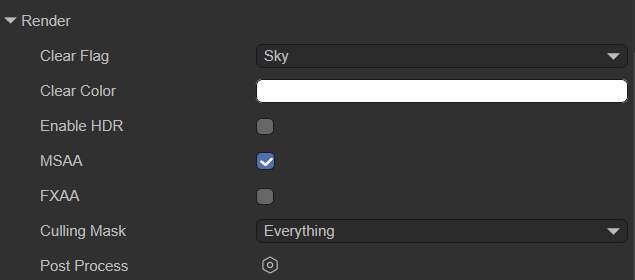 Render
Clear Flag Sky
Clear Color
Enable HDR
MSAA
FXAA
Culling Mask Everything
Post Process